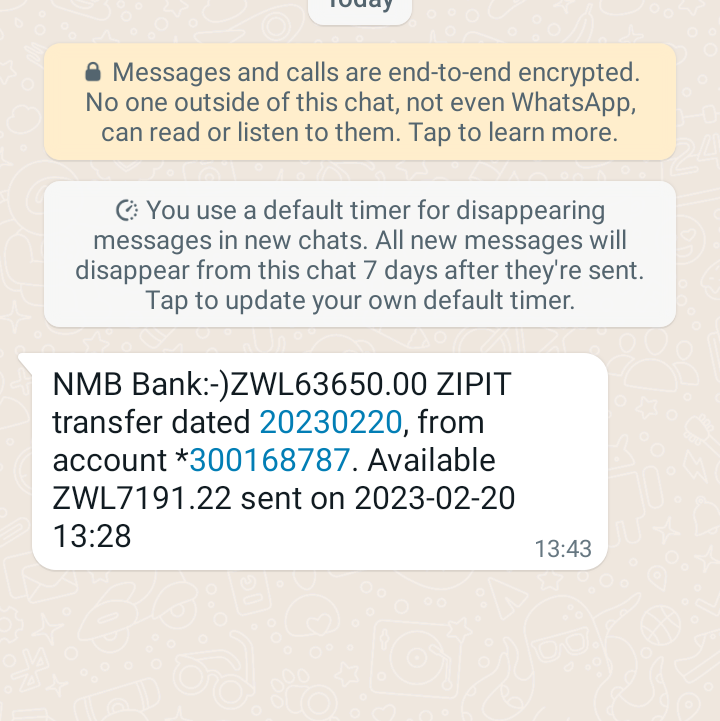 Today
Messages and calls are end-to-end encrypted.
No one outside of this chat, not even WhatsApp,
can read or listen to them. Tap to learn more.
You use a default timer for disappearing
messages in new chats. All new messages will
disappear from this chat 7 days after they're sent.
Tap to update your own default timer.
NMB Bank:-)ZWL63650.00 ZIPIT
transfer dated 20230220, from
account *300168787. Available
ZWL7191.22 sent on 2023-02-20
13:28
13:43